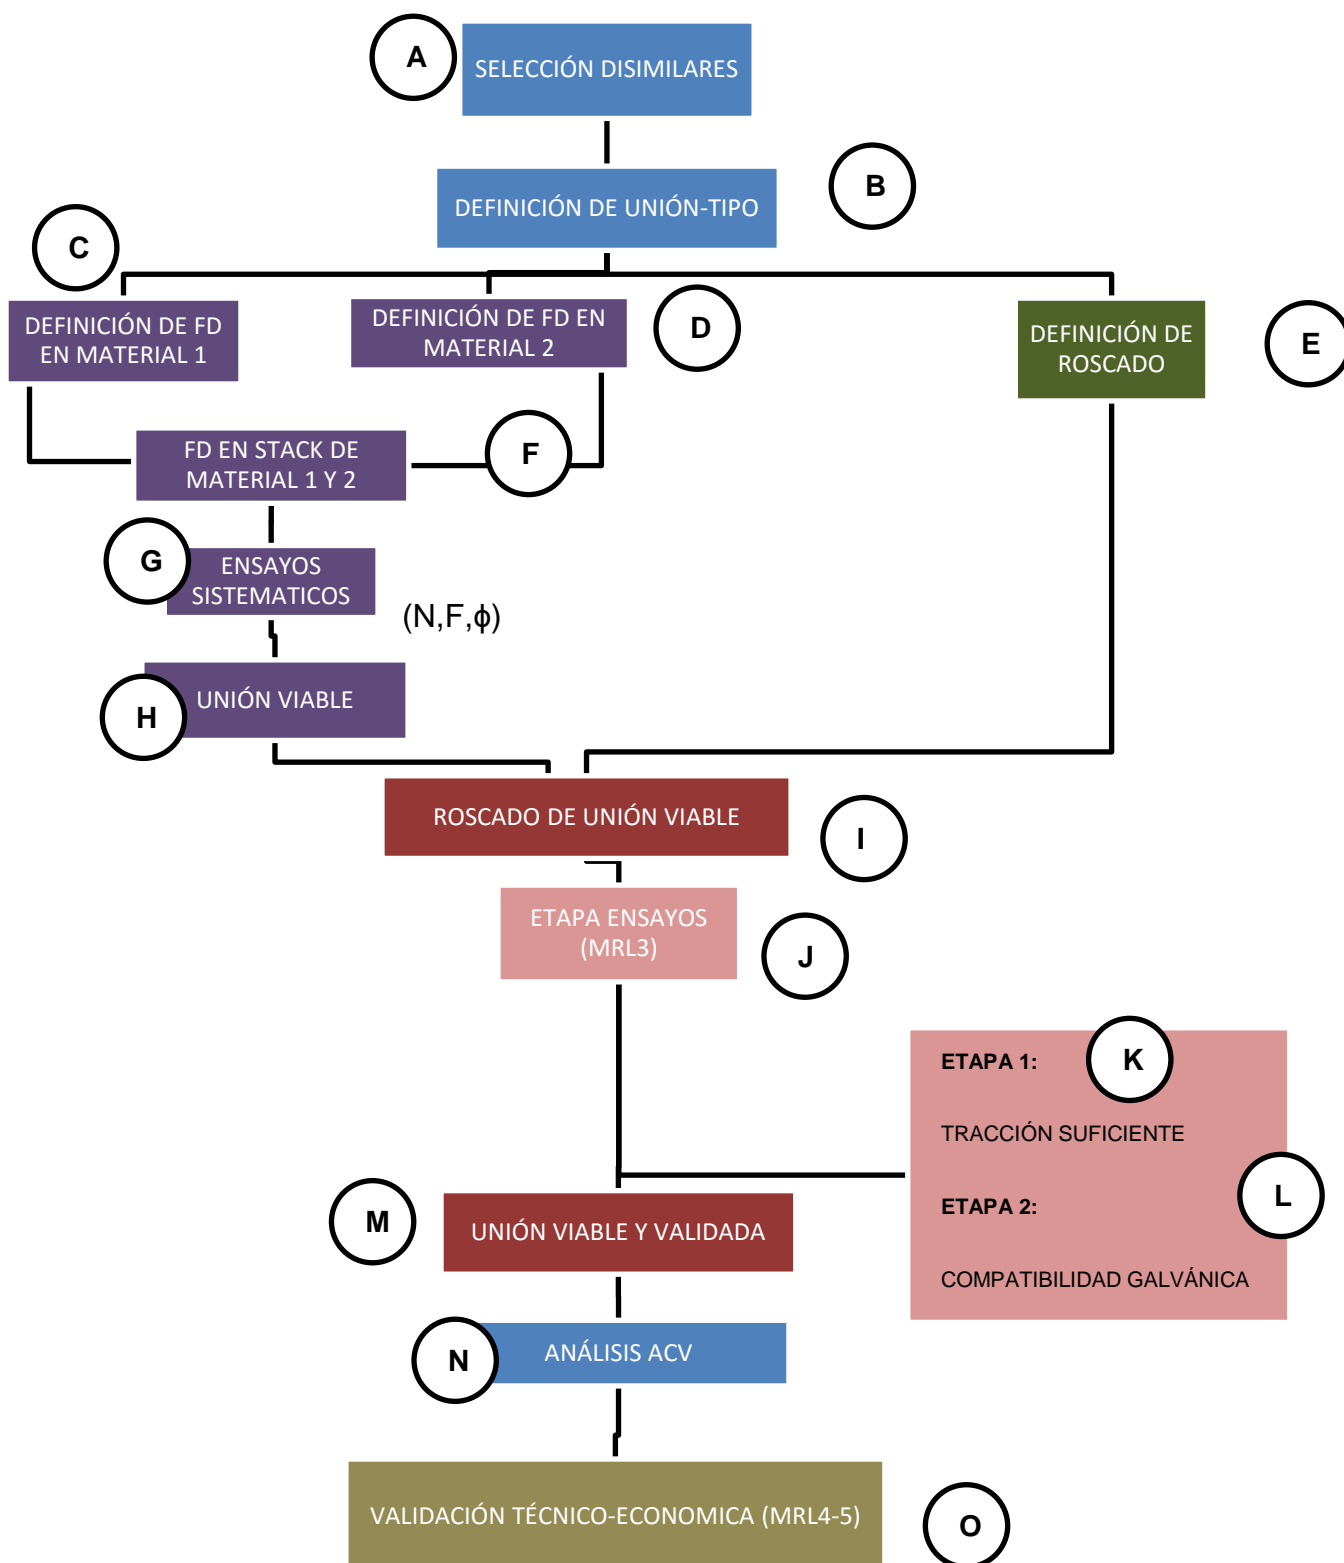 A
SELECCIÓN DISIMILARES
B
DEFINICIÓN DE UNIÓN-TIPO
C
DEFINICIÓN DE FD
EN MATERIAL 1
DEFINICIÓN DE FD EN
MATERIAL 2
D
DEFINICIÓN DE
ROSCADO
E
FD EN STACK DE
MATERIAL 1 Y 2
F
G
ENSAYOS
SISTEMATICOS
(N,F,ϕ)
H
UNIÓN VIABLE
ROSCADO DE UNIÓN VIABLE
I
ETAPA ENSAYOS
(MRL3)
J
ETAPA 1:
K
TRACCIÓN SUFICIENTE
ETAPA 2:
L
COMPATIBILIDAD GALVÁNICA
M
UNIÓN VIABLE Y VALIDADA
N
ANÁLISIS ACV
VALIDACIÓN TÉCNICO-ECONOMICA (MRL4-5)
O